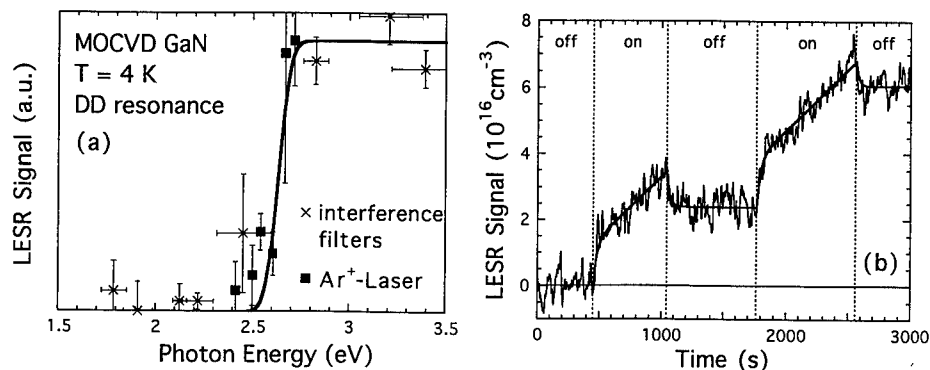 MOCVD GaN
T = 4 K
DD resonance
(a)
× interference
filters
■ Ar⁺-Laser
LESR Signal (a.u.)
1.5 2 2.5 3 3.5
Photon Energy (eV)
off on off on off
(b)
LESR Signal (10¹⁶cm⁻³)
8
6
4
2
0
0 1000 2000 3000
Time (s)